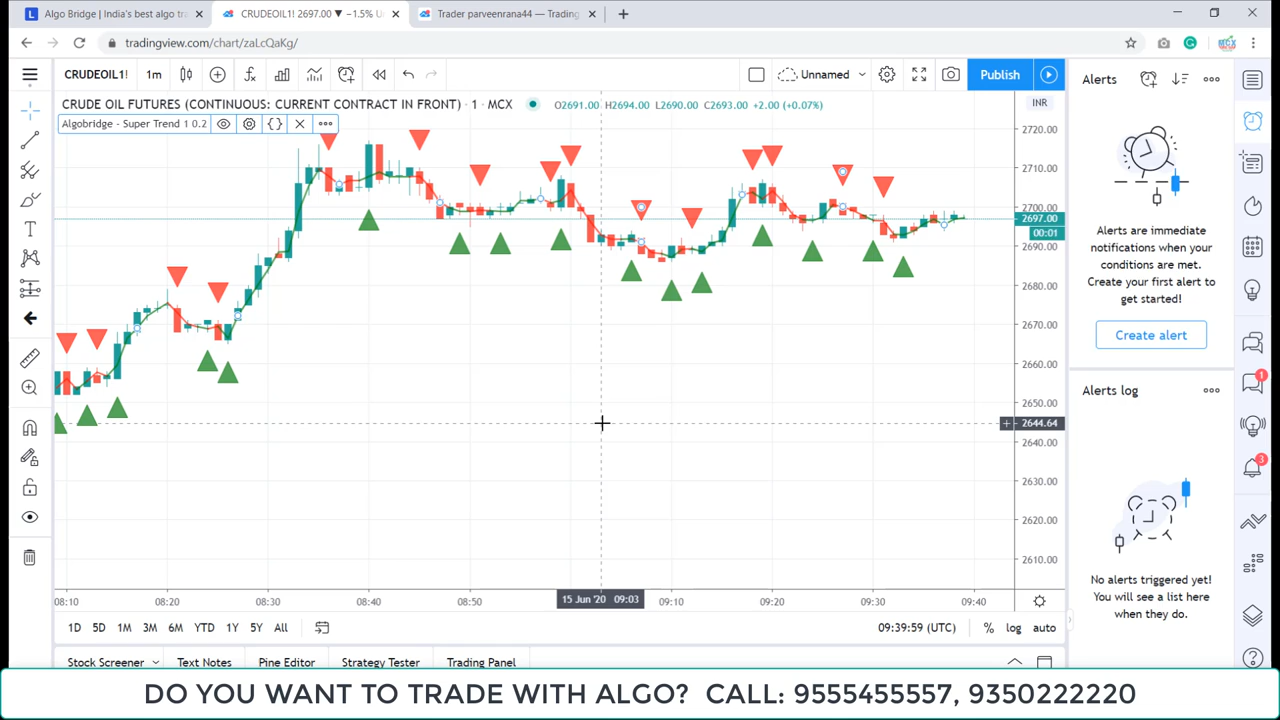 Algo Bridge | India's best algo tra
CRUDEOIL1! 2697.00 ▼ −1.5% Un
Trader parveenrana44 — Trading
tradingview.com/chart/zaLcQaKg/
CRUDEOIL1!
1m
Unnamed
Publish
Alerts
CRUDE OIL FUTURES (CONTINUOUS: CURRENT CONTRACT IN FRONT) · 1 · MCX
O2691.00 H2694.00 L2690.00 C2693.00 +2.00 (+0.07%)
INR
Algobridge - Super Trend 1 0.2
2720.00
2710.00
2700.00
2697.00
00:01
2690.00
2680.00
2670.00
2660.00
2650.00
2644.64
2640.00
2630.00
2620.00
2610.00
Alerts are immediate
notifications when your
conditions are met.
Create your first alert to
get started!
Create alert
Alerts log
No alerts triggered yet!
You will see a list here
when they do.
1
3
08:10
08:20
08:30
08:40
08:50
15 Jun '20 09:03
09:10
09:20
09:30
09:40
1D 5D 1M 3M 6M YTD 1Y 5Y All
09:39:59 (UTC)
% log auto
Stock Screener
Text Notes
Pine Editor
Strategy Tester
Trading Panel
DO YOU WANT TO TRADE WITH ALGO? CALL: 9555455557, 9350222220